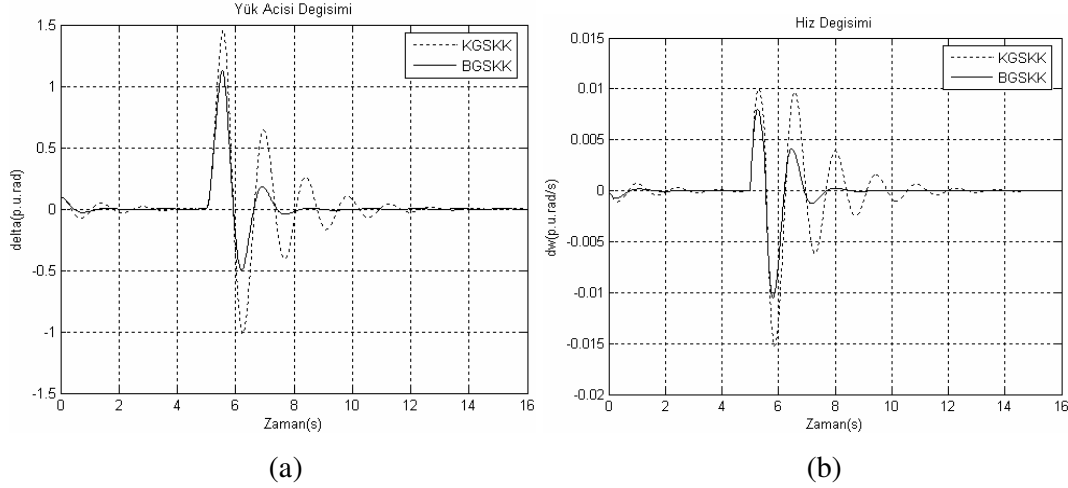 Yük Acisi Degisimi
1.5
1
0.5
0
-0.5
-1
-1.5
delta(p.u.rad)
KGSKK
BGSKK
0 2 4 6 8 10 12 14 16
Zaman(s)
(a)
Hiz Degisimi
0.015
0.01
0.005
0
-0.005
-0.01
-0.015
-0.02
dw(p.u.rad/s)
KGSKK
BGSKK
0 2 4 6 8 10 12 14 16
Zaman(s)
(b)